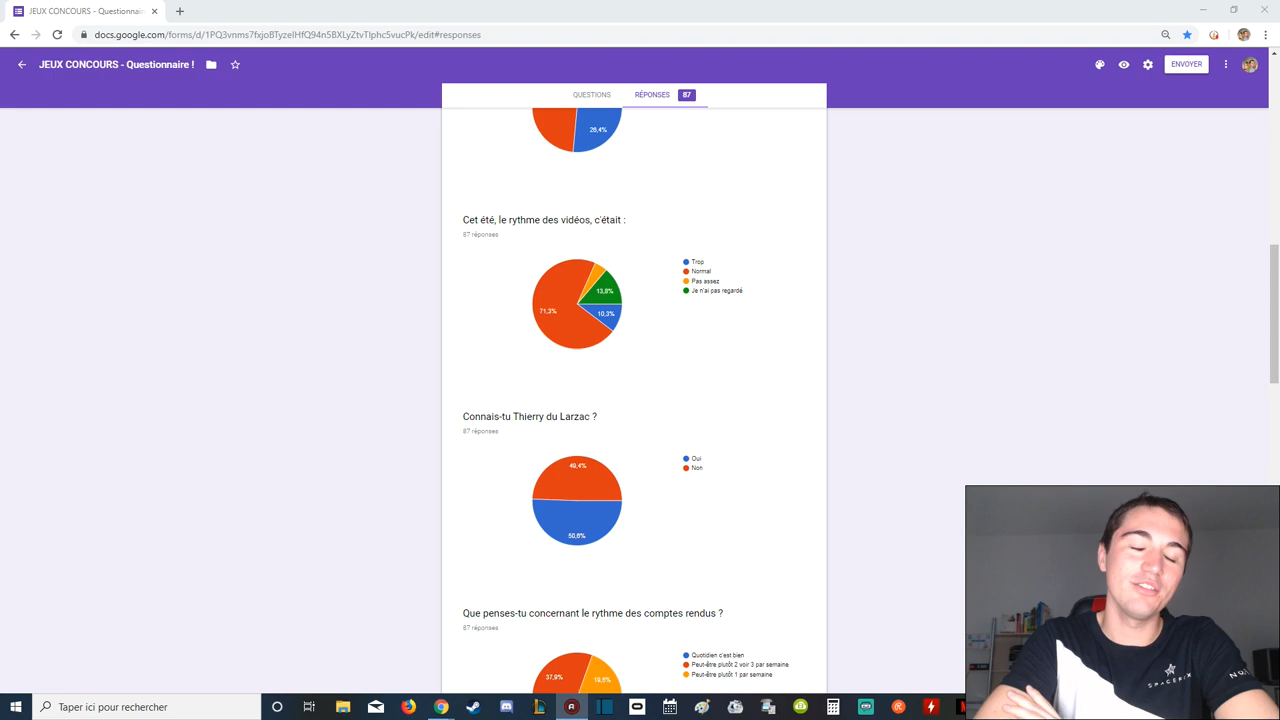 JEUX CONCOURS - Questionnai
docs.google.com/forms/d/1PQ3vnms7fxjoBTyzeIHfQ94n5BXLyZtvTlphc5vucPk/edit#responses
JEUX CONCOURS - Questionnaire !
ENVOYER
QUESTIONS
RÉPONSES 87
26,4%
Cet été, le rythme des vidéos, c'était :
87 réponses
Trop
Normal
Pas assez
Je n'ai pas regardé
13,8%
71,3%
10,3%
Connais-tu Thierry du Larzac ?
87 réponses
Oui
Non
49,4%
50,6%
Que penses-tu concernant le rythme des comptes rendus ?
87 réponses
Quotidien c'est bien
Peut-être plutôt 2 voir 3 par semaine
Peut-être plutôt 1 par semaine
37,9%
19,5%
Taper ici pour rechercher